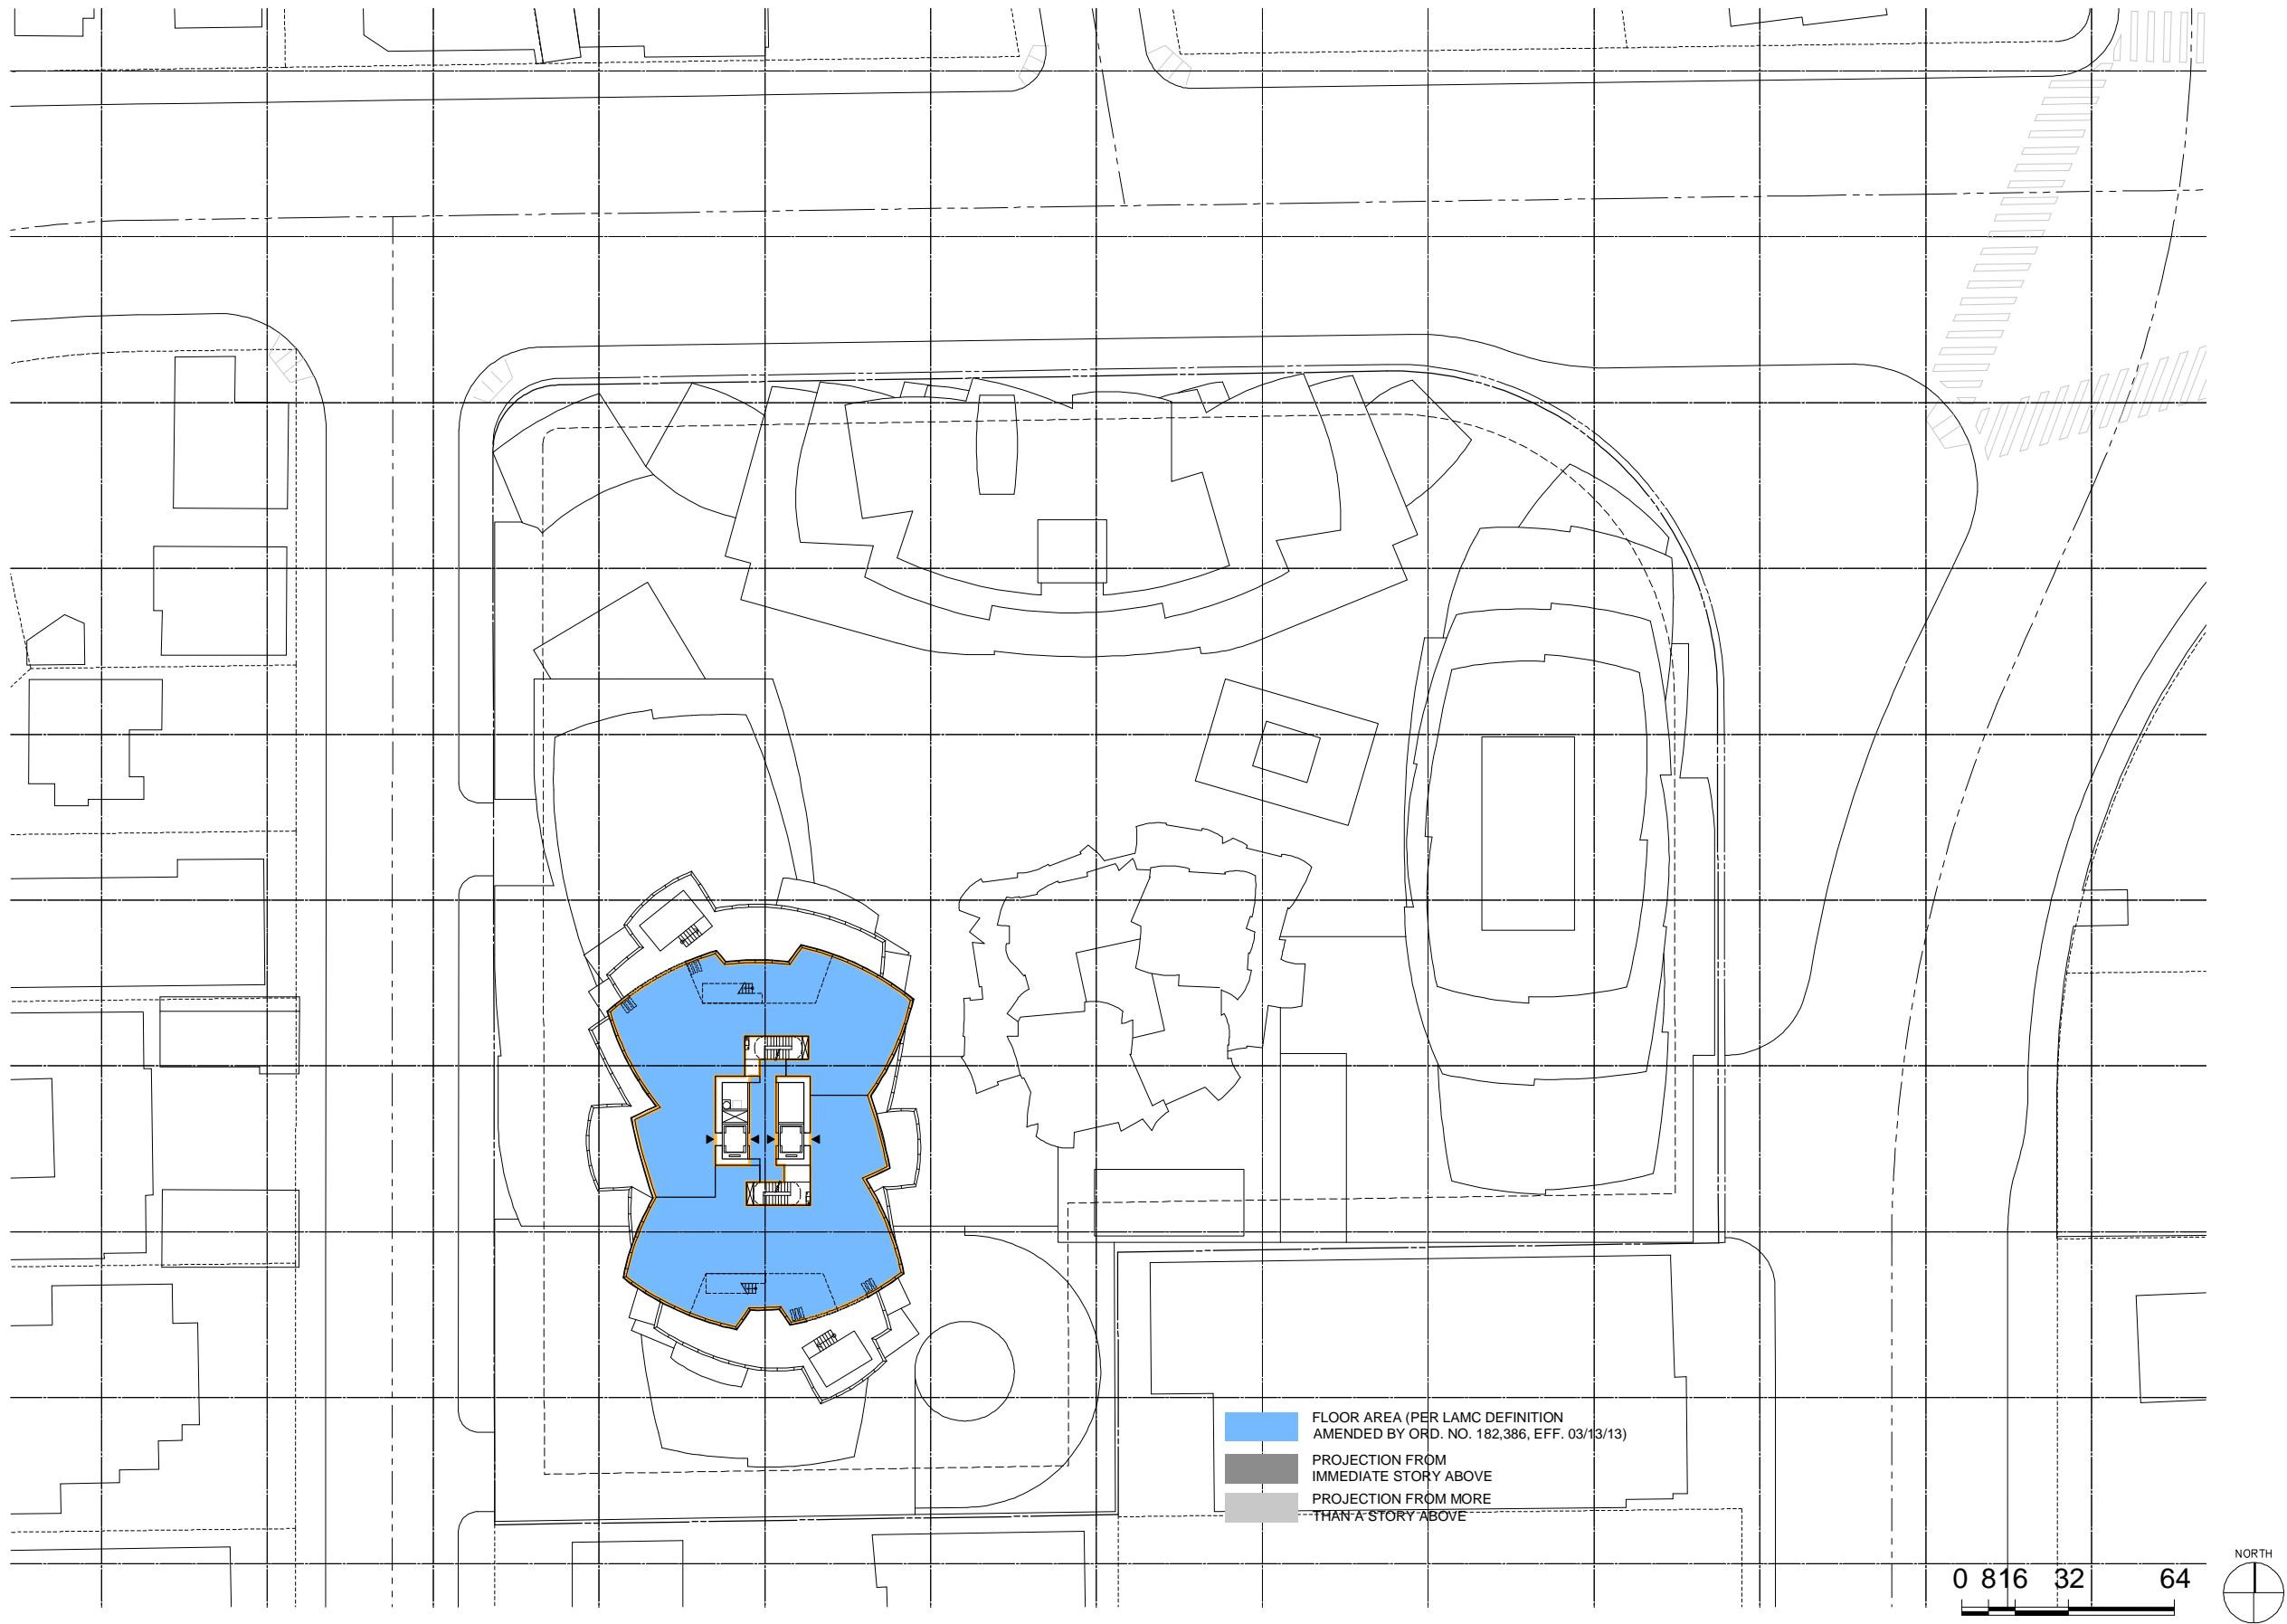 FLOOR AREA (PER LAMC DEFINITION
AMENDED BY ORD. NO. 182,386, EFF. 03/13/13)
PROJECTION FROM
IMMEDIATE STORY ABOVE
PROJECTION FROM MORE
THAN A STORY ABOVE
NORTH
0 8 16 32 64